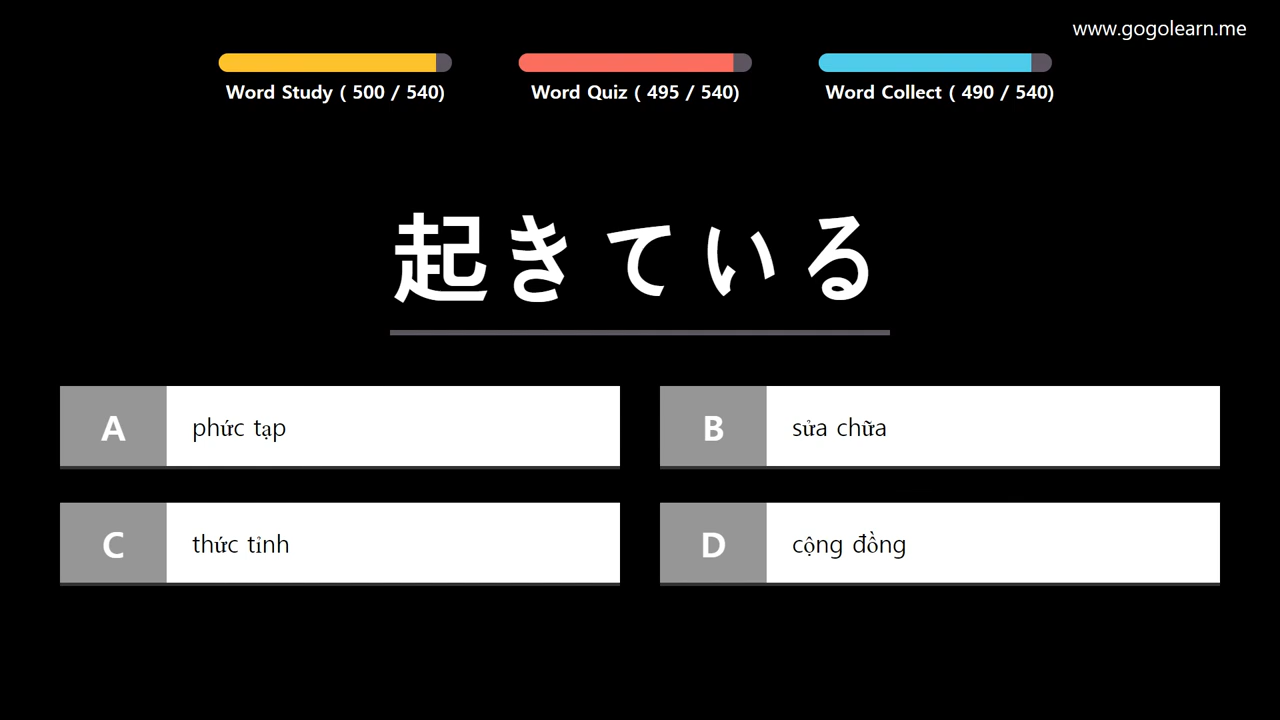 www.gogolearn.me
Word Study ( 500 / 540)
Word Quiz ( 495 / 540)
Word Collect ( 490 / 540)
起きている
A phức tạp
B sửa chữa
C thức tỉnh
D cộng đồng